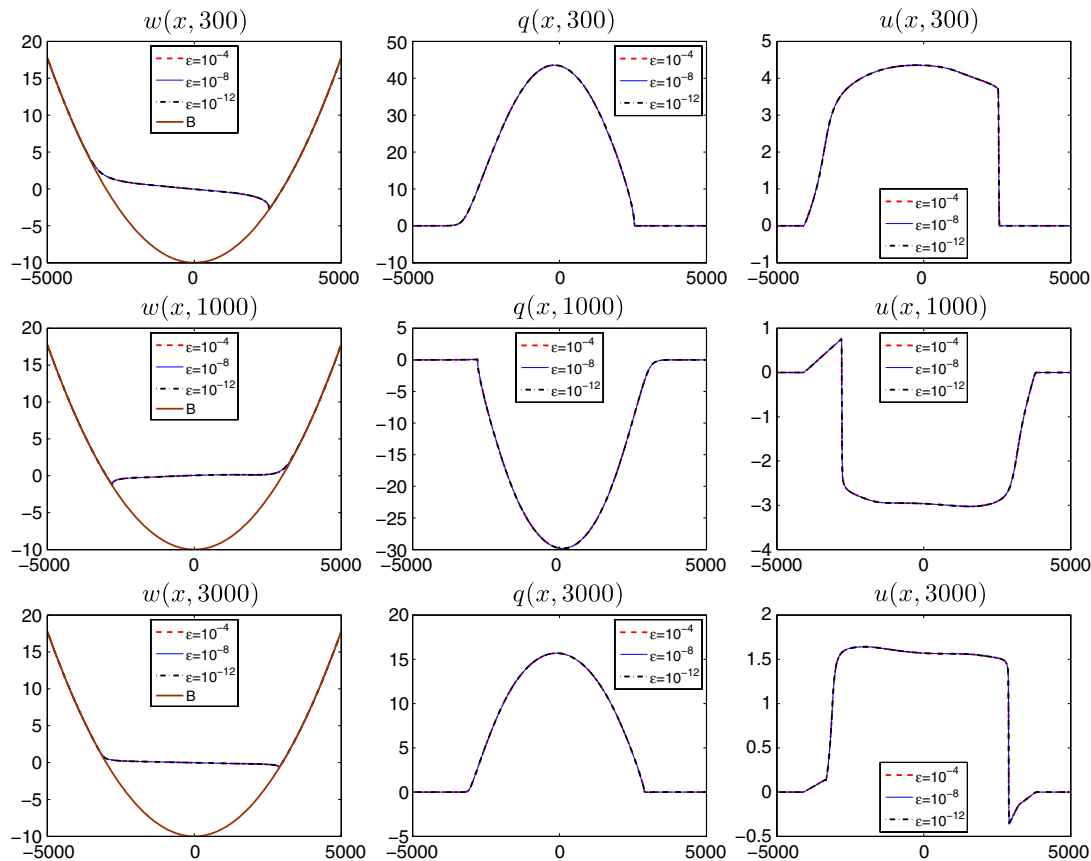 w(x, 300)
20
15
10
5
0
−5
−10
−5000
0
5000
ε=10⁻⁴
ε=10⁻⁸
ε=10⁻¹²
B
q(x, 300)
50
40
30
20
10
0
−10
−5000
0
5000
ε=10⁻⁴
ε=10⁻⁸
ε=10⁻¹²
u(x, 300)
5
4
3
2
1
0
−1
−5000
0
5000
ε=10⁻⁴
ε=10⁻⁸
ε=10⁻¹²
w(x, 1000)
20
15
10
5
0
−5
−10
−5000
0
5000
ε=10⁻⁴
ε=10⁻⁸
ε=10⁻¹²
B
q(x, 1000)
5
0
−5
−10
−15
−20
−25
−30
−5000
0
5000
ε=10⁻⁴
ε=10⁻⁸
ε=10⁻¹²
u(x, 1000)
1
0
−1
−2
−3
−4
−5000
0
5000
ε=10⁻⁴
ε=10⁻⁸
ε=10⁻¹²
w(x, 3000)
20
15
10
5
0
−5
−10
−5000
0
5000
ε=10⁻⁴
ε=10⁻⁸
ε=10⁻¹²
B
q(x, 3000)
20
15
10
5
0
−5
−5000
0
5000
ε=10⁻⁴
ε=10⁻⁸
ε=10⁻¹²
u(x, 3000)
2
1.5
1
0.5
0
−0.5
−5000
0
5000
ε=10⁻⁴
ε=10⁻⁸
ε=10⁻¹²